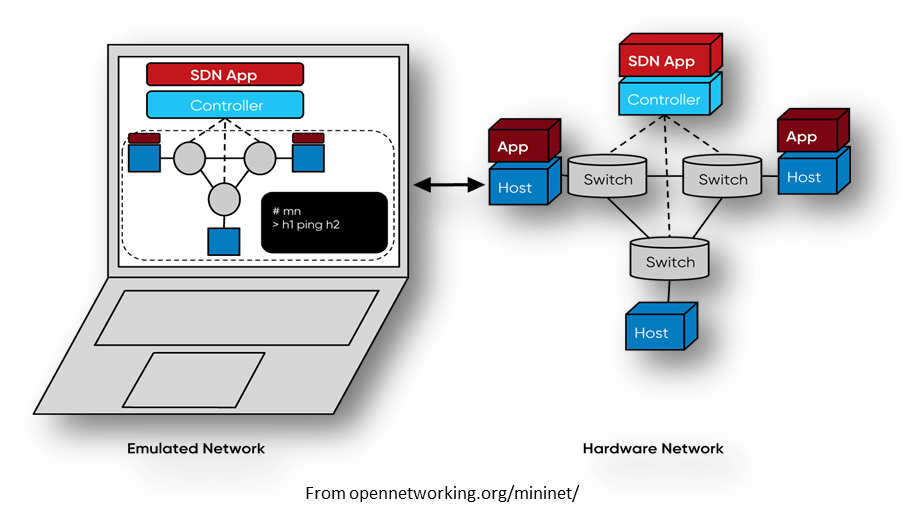 SDN App
Controller
# mn
> h1 ping h2
SDN App
Controller
App
Host
App
Host
Switch
Switch
Switch
Host
Emulated Network
Hardware Network
From opennetworking.org/mininet/